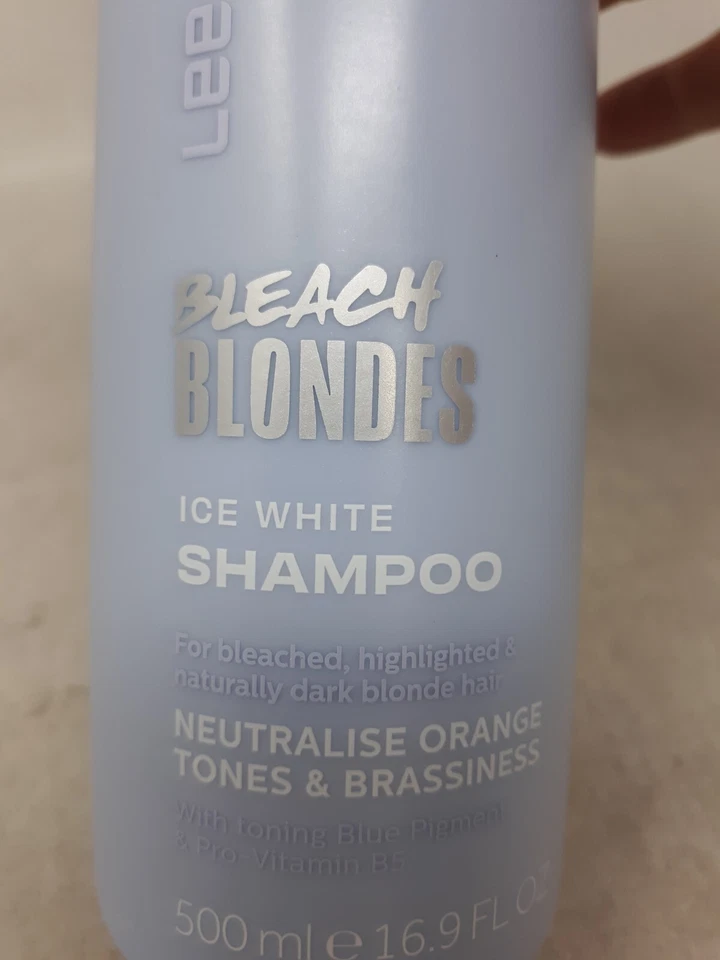 Lee
BLEACH
BLONDES
ICE WHITE
SHAMPOO
For bleached, highlighted &
naturally dark blonde hair
NEUTRALISE ORANGE
TONES & BRASSINESS
With toning Blue Pigment
& Pro-Vitamin B5
500 ml e 16.9 FL OZ